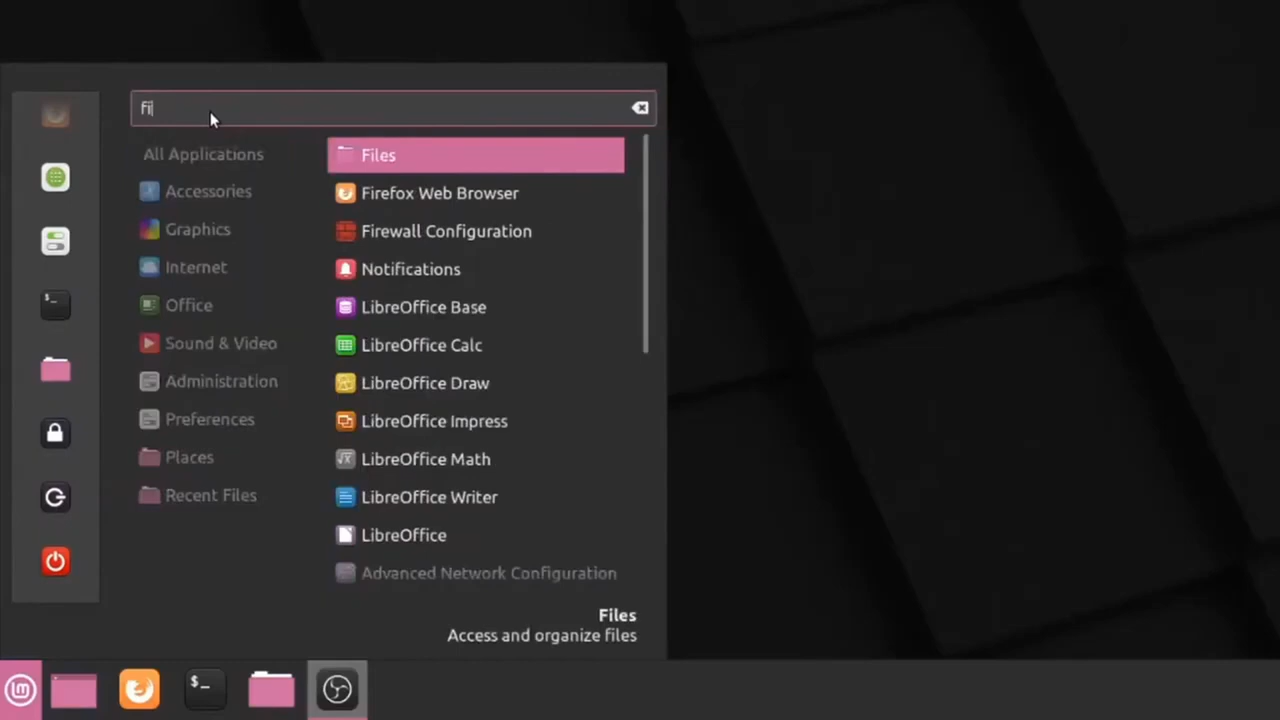 fi
All Applications
Accessories
Graphics
Internet
Office
Sound & Video
Administration
Preferences
Places
Recent Files
Files
Firefox Web Browser
Firewall Configuration
Notifications
LibreOffice Base
LibreOffice Calc
LibreOffice Draw
LibreOffice Impress
LibreOffice Math
LibreOffice Writer
LibreOffice
Advanced Network Configuration
Files
Access and organize files